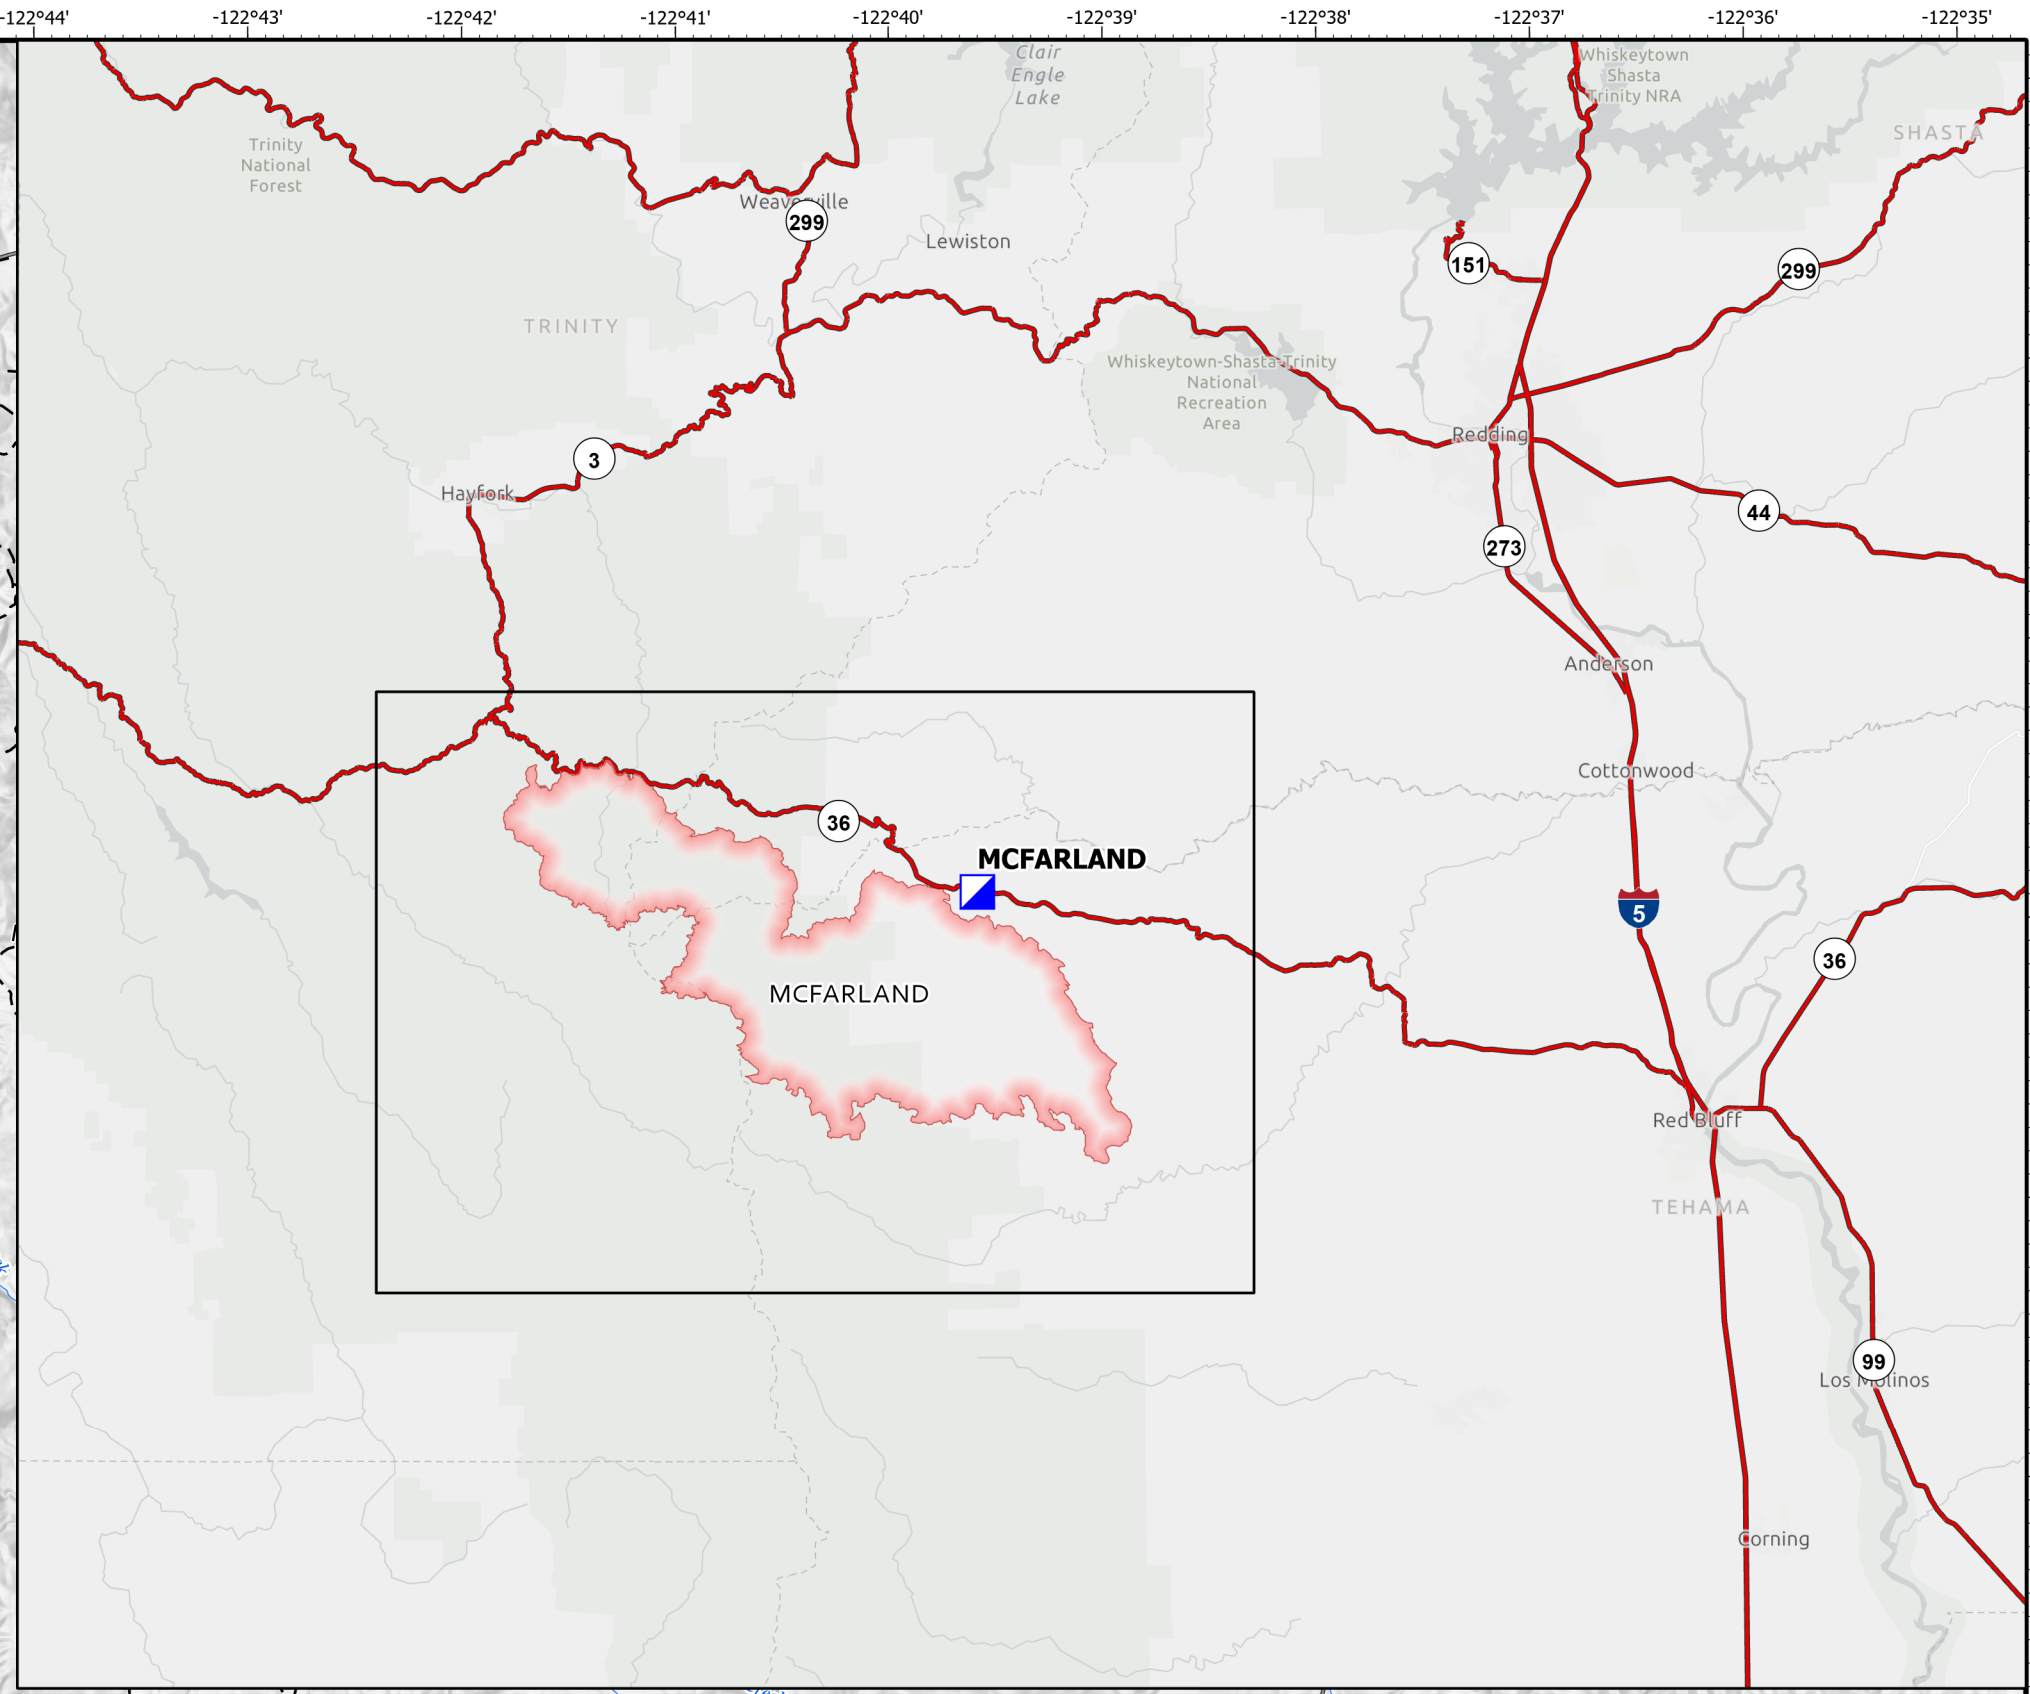 -122°44'
-122°43'
-122°42'
-122°41'
-122°40'
-122°39'
-122°38'
-122°37'
-122°36'
-122°35'
Clair
Engle
Lake
Whiskeytown
Shasta
Trinity NRA
SHASTA
Trinity
National
Forest
Weaverville
299
Lewiston
151
299
TRINITY
Whiskeytown-Shasta-Trinity
National
Recreation
Area
Redding
3
Hayfork
44
273
Anderson
Cottonwood
36
MCFARLAND
5
36
MCFARLAND
Red Bluff
TEHAMA
99
Los Molinos
Corning